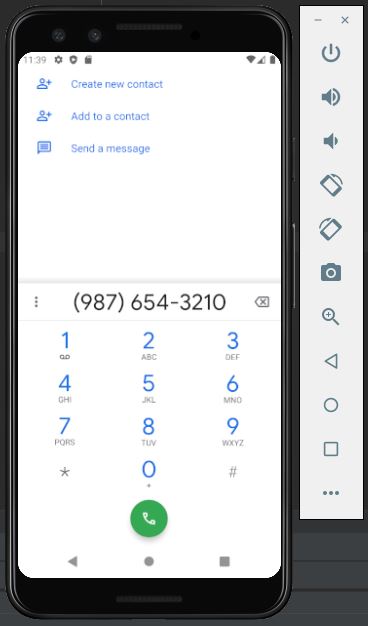 11:39
Create new contact
Add to a contact
Send a message
(987) 654-3210
1 2 3
ABC DEF
4 5 6
GHI JKL MNO
7 8 9
PQRS TUV WXYZ
* 0 #
+